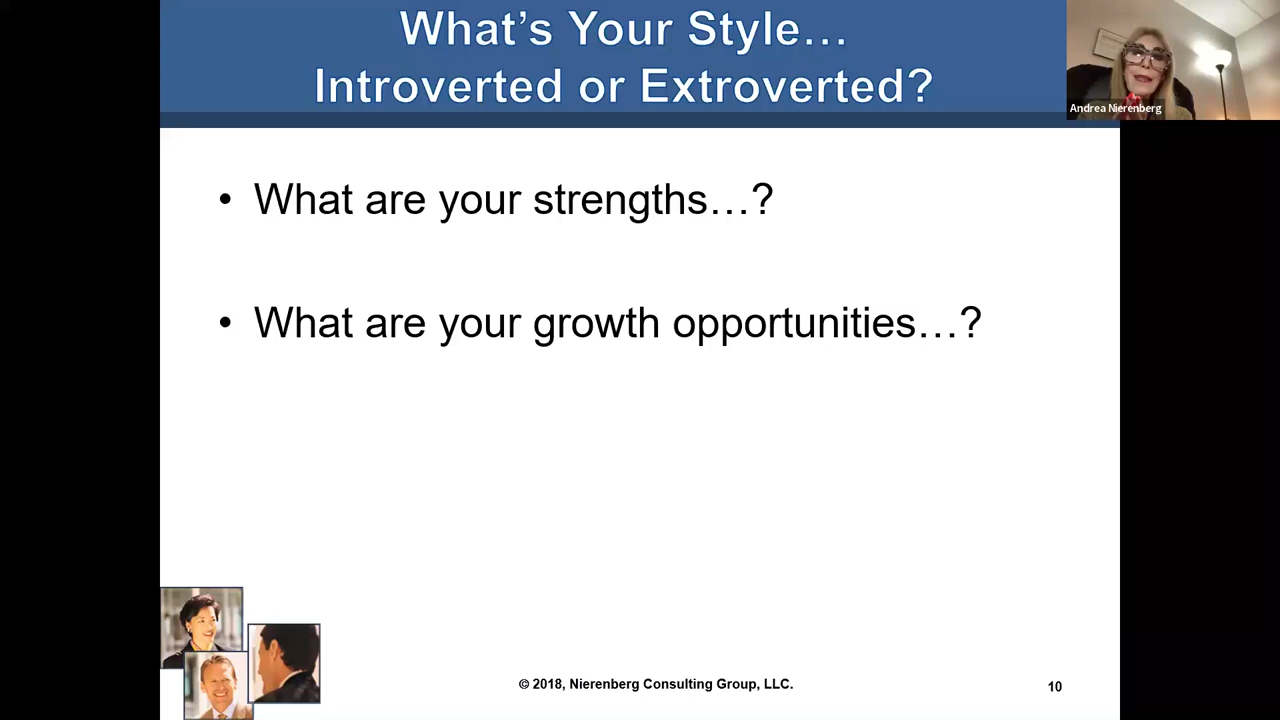 What's Your Style…
Introverted or Extroverted?
Andrea Nierenberg
• What are your strengths…?
• What are your growth opportunities…?
© 2018, Nierenberg Consulting Group, LLC.
10